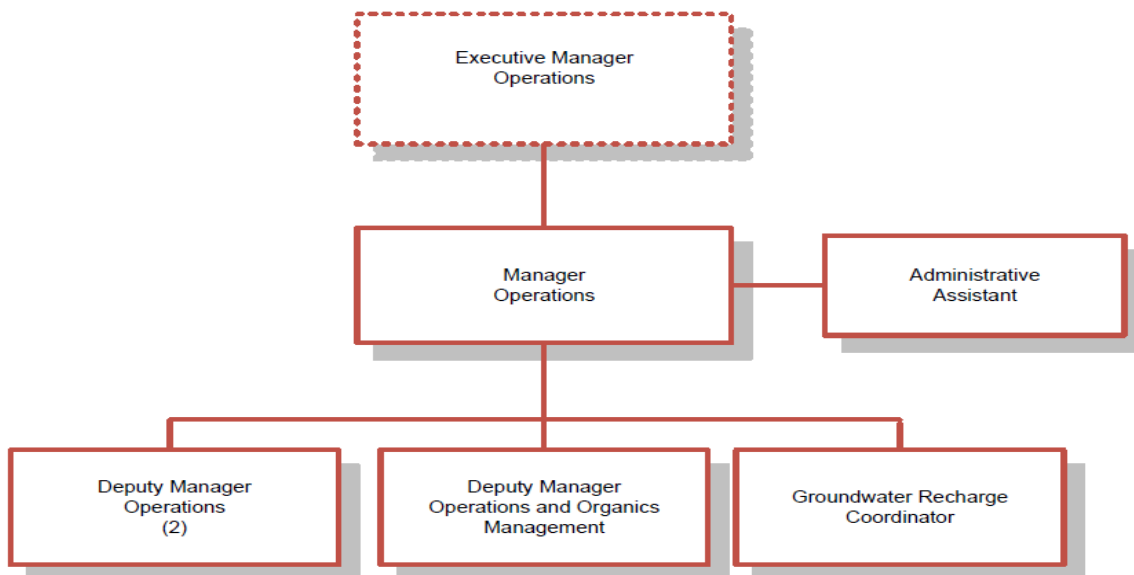 Executive Manager
Operations
Manager
Operations
Administrative
Assistant
Deputy Manager
Operations
(2)
Deputy Manager
Operations and Organics
Management
Groundwater Recharge
Coordinator